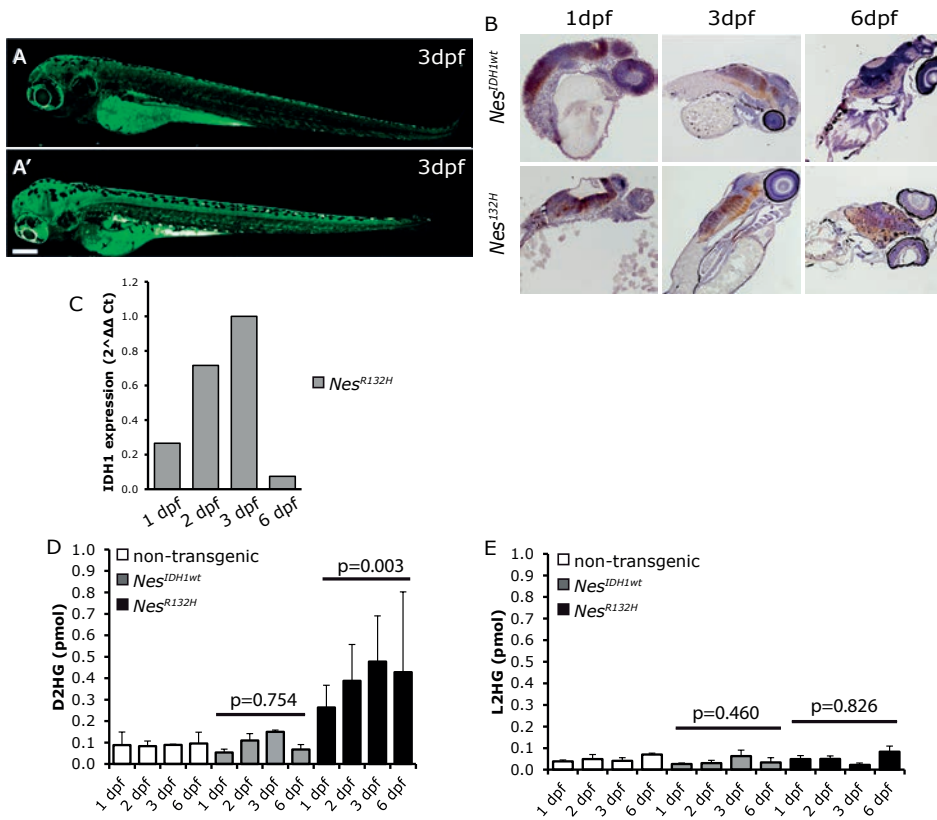 A
3dpf
A′
3dpf
B
1dpf 3dpf 6dpf
Nes^IDH1wt
Nes^132H
C
IDH1 expression (2^ΔΔ Ct)
1.2
1.0
0.8
0.6
0.4
0.2
0.0
1 dpf 2 dpf 3 dpf 6 dpf
Nes^R132H
D
D2HG (pmol)
1.0
0.9
0.8
0.7
0.6
0.5
0.4
0.3
0.2
0.1
0.0
non-transgenic
Nes^IDH1wt
Nes^R132H
p=0.754
p=0.003
1 dpf 2 dpf 3 dpf 6 dpf 1 dpf 2 dpf 3 dpf 6 dpf 1 dpf 2 dpf 3 dpf 6 dpf
E
L2HG (pmol)
1.0
0.9
0.8
0.7
0.6
0.5
0.4
0.3
0.2
0.1
0.0
non-transgenic
Nes^IDH1wt
Nes^R132H
p=0.460
p=0.826
1 dpf 2 dpf 3 dpf 6 dpf 1 dpf 2 dpf 3 dpf 6 dpf 1 dpf 2 dpf 3 dpf 6 dpf